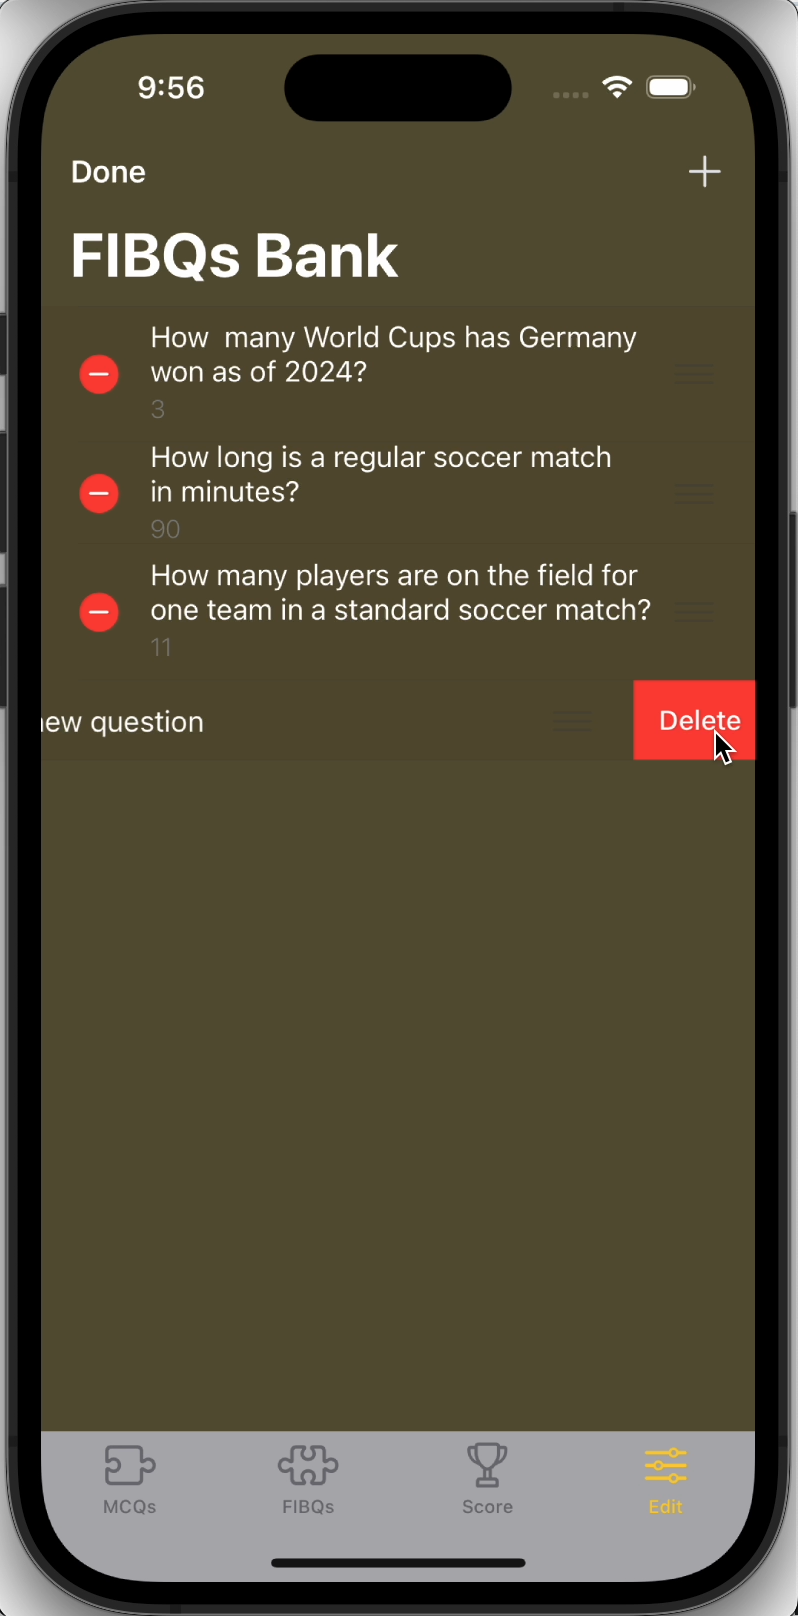 9:56
Done
FIBQs Bank
How  many World Cups has Germany
won as of 2024?
3
How long is a regular soccer match
in minutes?
90
How many players are on the field for
one team in a standard soccer match?
11
question
Delete
MCQs
FIBQs
Score
Edit